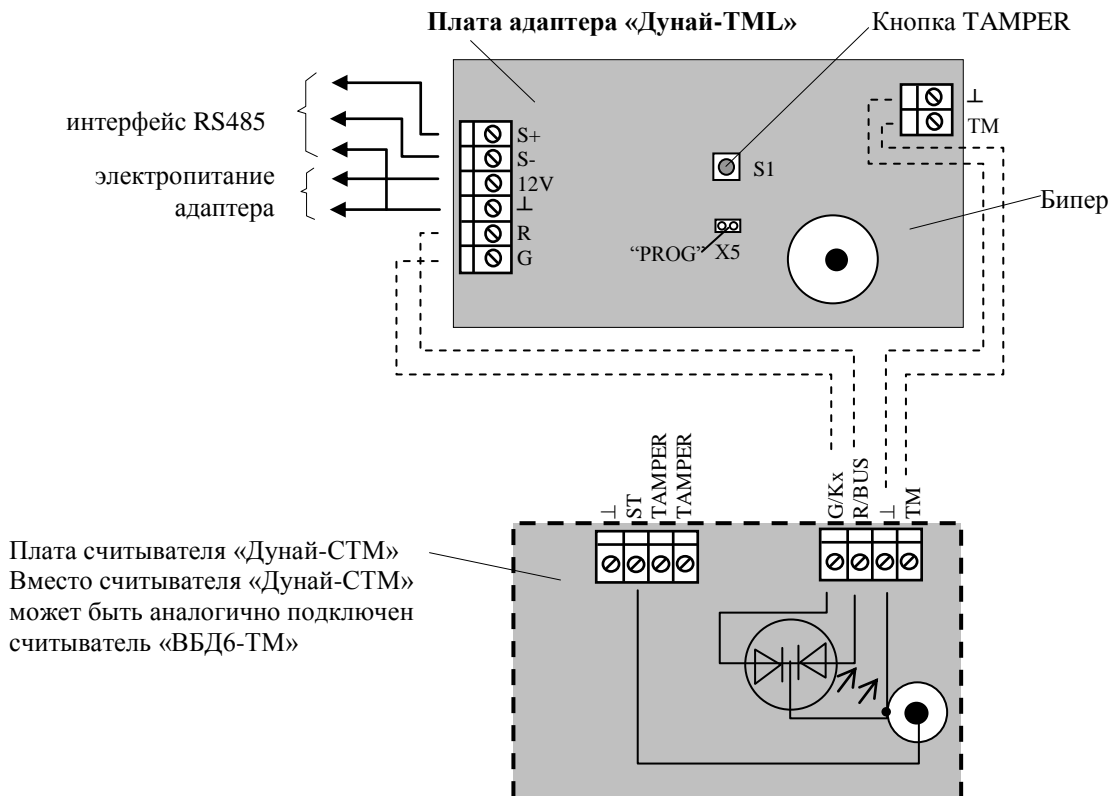 Плата адаптера «Дунай-TML»
Кнопка TAMPER
интерфейс RS485
электропитание
адаптера
S+
S-
12V
⊥
R
G
S1
“PROG” X5
⊥
TM
Бипер
⊥
ST
TAMPER
TAMPER
G/Kx
R/BUS
⊥
TM
Плата считывателя «Дунай-СТМ»
Вместо считывателя «Дунай-СТМ»
может быть аналогично подключен
считыватель «ВБД6-ТМ»